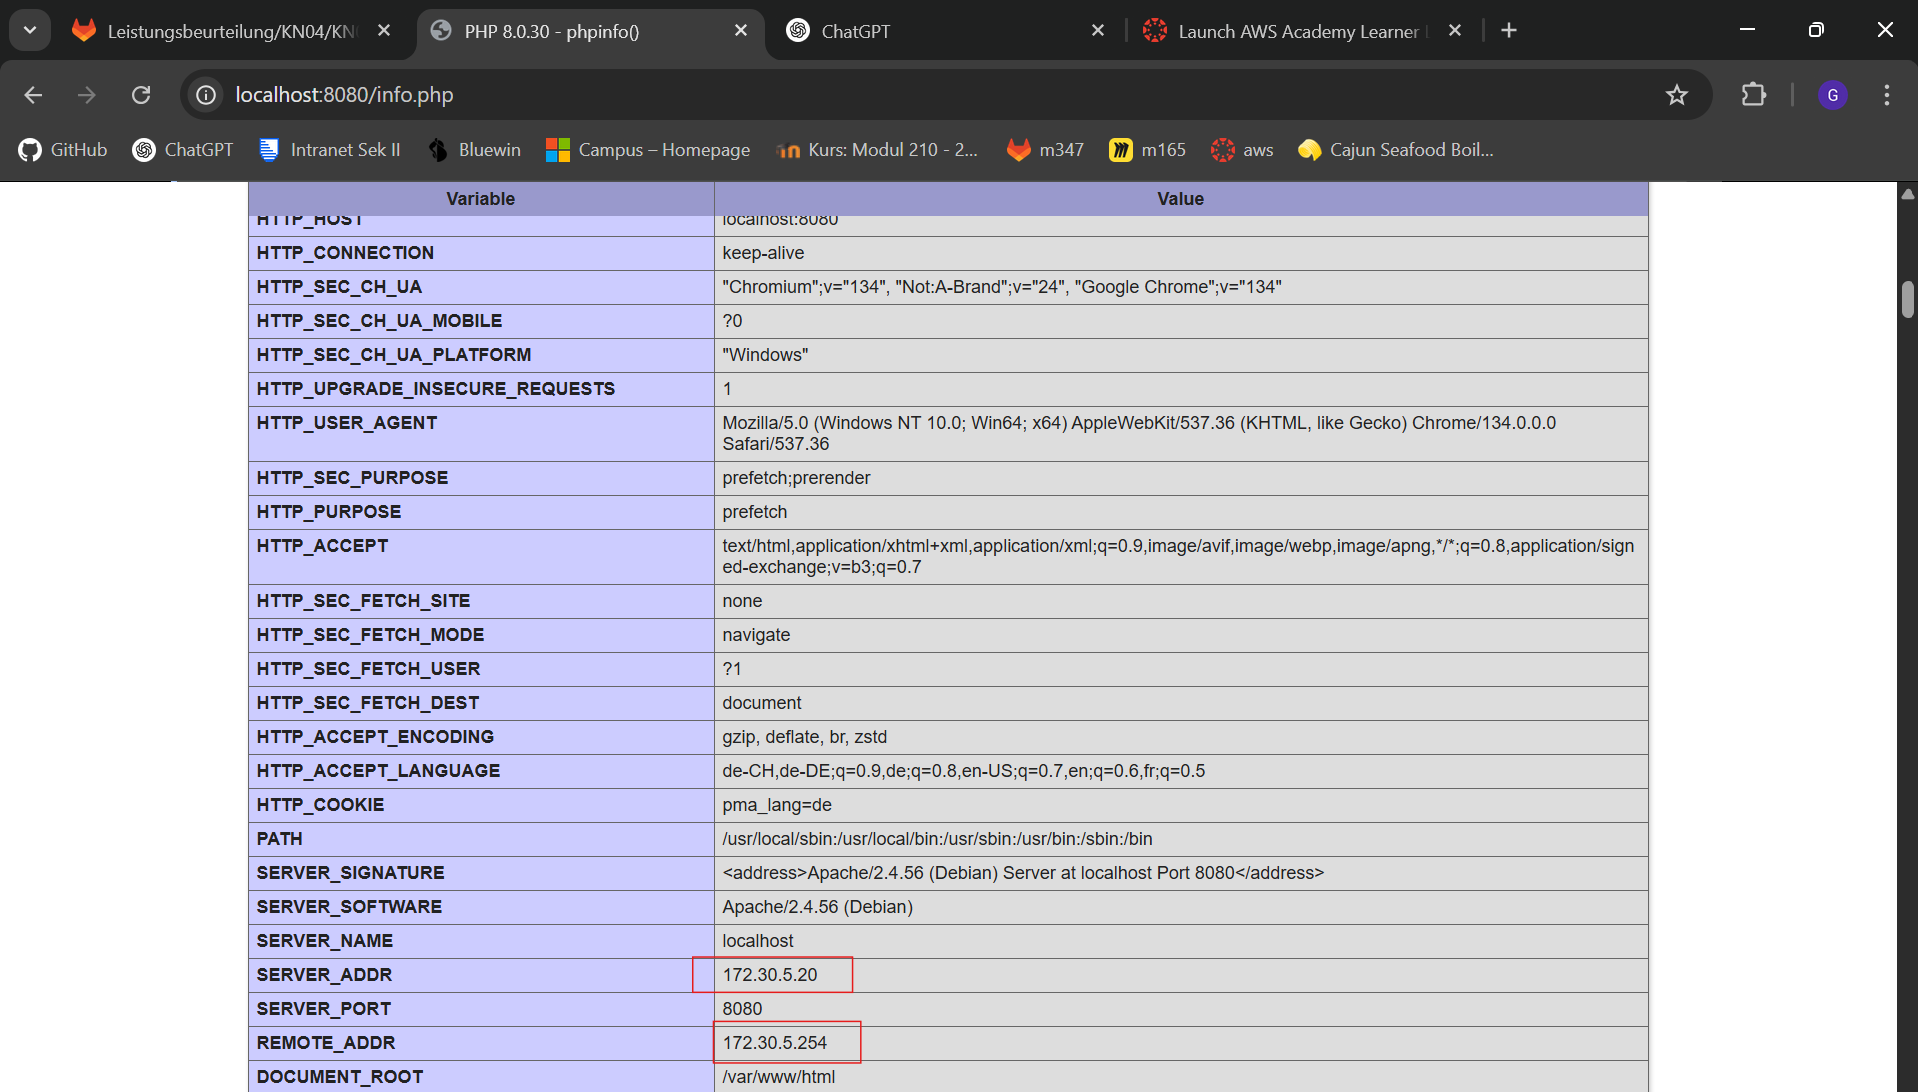 Leistungsbeurteilung/KN04/KN
PHP 8.0.30 - phpinfo()
ChatGPT
Launch AWS Academy Learner
localhost:8080/info.php
G
GitHub
ChatGPT
Intranet Sek II
Bluewin
Campus – Homepage
Kurs: Modul 210 - 2...
m347
m165
aws
Cajun Seafood Boil...
Variable Value
HTTP_HOST localhost:8080
HTTP_CONNECTION keep-alive
HTTP_SEC_CH_UA "Chromium";v="134", "Not:A-Brand";v="24", "Google Chrome";v="134"
HTTP_SEC_CH_UA_MOBILE ?0
HTTP_SEC_CH_UA_PLATFORM "Windows"
HTTP_UPGRADE_INSECURE_REQUESTS 1
HTTP_USER_AGENT Mozilla/5.0 (Windows NT 10.0; Win64; x64) AppleWebKit/537.36 (KHTML, like Gecko) Chrome/134.0.0.0
Safari/537.36
HTTP_SEC_PURPOSE prefetch;prerender
HTTP_PURPOSE prefetch
HTTP_ACCEPT text/html,application/xhtml+xml,application/xml;q=0.9,image/avif,image/webp,image/apng,*/*;q=0.8,application/sign
ed-exchange;v=b3;q=0.7
HTTP_SEC_FETCH_SITE none
HTTP_SEC_FETCH_MODE navigate
HTTP_SEC_FETCH_USER ?1
HTTP_SEC_FETCH_DEST document
HTTP_ACCEPT_ENCODING gzip, deflate, br, zstd
HTTP_ACCEPT_LANGUAGE de-CH,de-DE;q=0.9,de;q=0.8,en-US;q=0.7,en;q=0.6,fr;q=0.5
HTTP_COOKIE pma_lang=de
PATH /usr/local/sbin:/usr/local/bin:/usr/sbin:/usr/bin:/sbin:/bin
SERVER_SIGNATURE <address>Apache/2.4.56 (Debian) Server at localhost Port 8080</address>
SERVER_SOFTWARE Apache/2.4.56 (Debian)
SERVER_NAME localhost
SERVER_ADDR 172.30.5.20
SERVER_PORT 8080
REMOTE_ADDR 172.30.5.254
DOCUMENT_ROOT /var/www/html